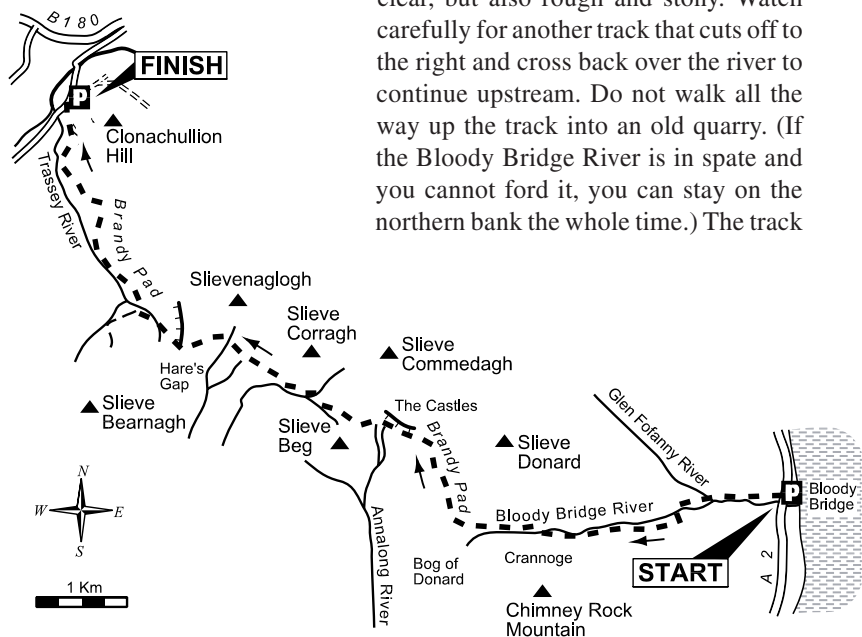 clear, but also rough and stony. Watch
carefully for another track that cuts off to
the right and cross back over the river to
continue upstream. Do not walk all the
way up the track into an old quarry. (If
the Bloody Bridge River is in spate and
you cannot ford it, you can stay on the
northern bank the whole time.) The track
B180
FINISH
P
Clonachullion
Hill
Trassey River
Brandy Pad
Slievenaglogh
Slieve
Corragh
Slieve
Commedagh
Hare's
Gap
Slieve
Bearnagh
Slieve
Beg
The Castles
Brandy Pad
Slieve
Donard
Glen Fofanny River
P
Bloody
Bridge
Bloody Bridge River
Annalong River
Bog of
Donard
Crannoge
START
A 2
Chimney Rock
Mountain
N
W
E
S
1 Km